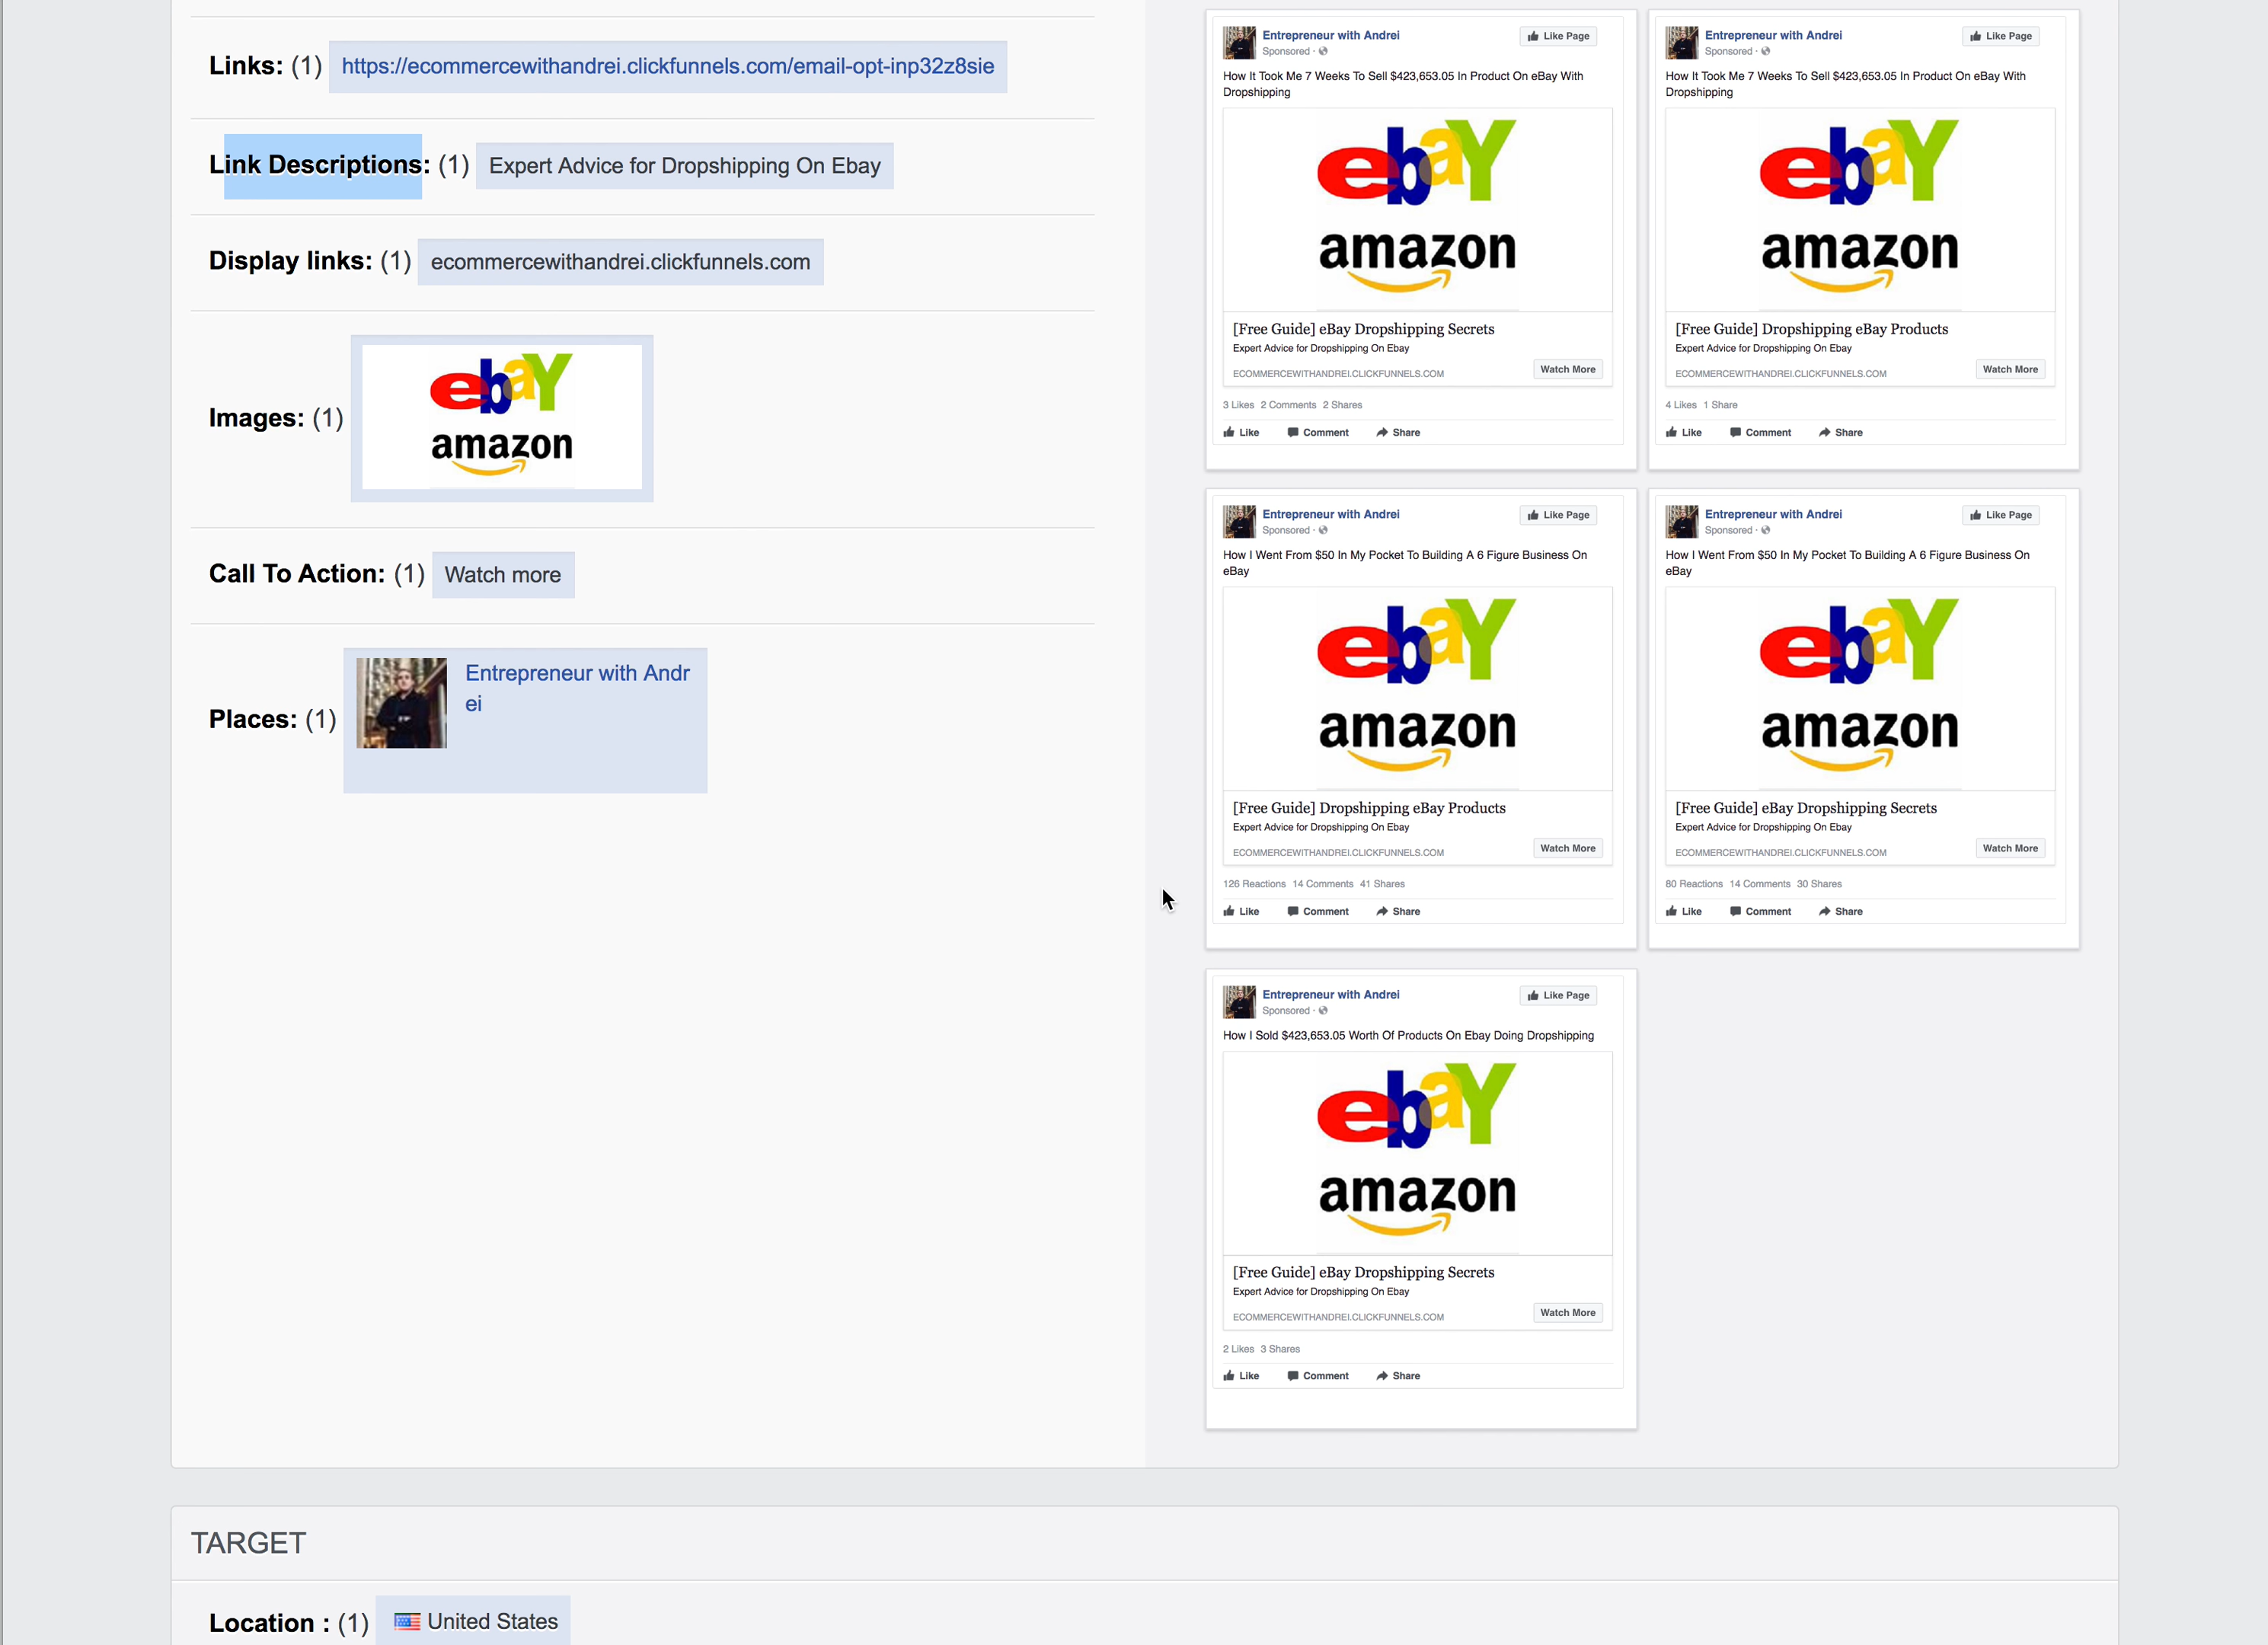 Links: (1) https://ecommercewithandrei.clickfunnels.com/email-opt-inp32z8sie
Link Descriptions: (1) Expert Advice for Dropshipping On Ebay
Display links: (1) ecommercewithandrei.clickfunnels.com
Images: (1)
ebaY
amazon
Call To Action: (1) Watch more
Places: (1)
Entrepreneur with Andr
ei
Entrepreneur with Andrei
Like Page
Sponsored ·
How It Took Me 7 Weeks To Sell $423,653.05 In Product On eBay With
Dropshipping
ebaY
amazon
[Free Guide] eBay Dropshipping Secrets
Expert Advice for Dropshipping On Ebay
ECOMMERCEWITHANDREI.CLICKFUNNELS.COM
Watch More
3 Likes 2 Comments 2 Shares
Like Comment Share
Entrepreneur with Andrei
Like Page
Sponsored ·
How It Took Me 7 Weeks To Sell $423,653.05 In Product On eBay With
Dropshipping
ebaY
amazon
[Free Guide] Dropshipping eBay Products
Expert Advice for Dropshipping On Ebay
ECOMMERCEWITHANDREI.CLICKFUNNELS.COM
Watch More
4 Likes 1 Share
Like Comment Share
Entrepreneur with Andrei
Like Page
Sponsored ·
How I Went From $50 In My Pocket To Building A 6 Figure Business On
eBay
ebaY
amazon
[Free Guide] Dropshipping eBay Products
Expert Advice for Dropshipping On Ebay
ECOMMERCEWITHANDREI.CLICKFUNNELS.COM
Watch More
126 Reactions 14 Comments 41 Shares
Like Comment Share
Entrepreneur with Andrei
Like Page
Sponsored ·
How I Went From $50 In My Pocket To Building A 6 Figure Business On
eBay
ebaY
amazon
[Free Guide] eBay Dropshipping Secrets
Expert Advice for Dropshipping On Ebay
ECOMMERCEWITHANDREI.CLICKFUNNELS.COM
Watch More
80 Reactions 14 Comments 30 Shares
Like Comment Share
Entrepreneur with Andrei
Like Page
Sponsored ·
How I Sold $423,653.05 Worth Of Products On Ebay Doing Dropshipping
ebaY
amazon
[Free Guide] eBay Dropshipping Secrets
Expert Advice for Dropshipping On Ebay
ECOMMERCEWITHANDREI.CLICKFUNNELS.COM
Watch More
2 Likes 3 Shares
Like Comment Share
TARGET
Location : (1) United States